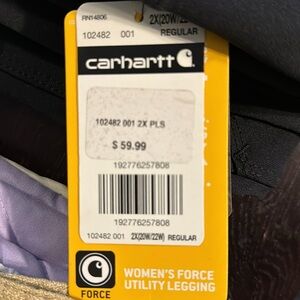 RN14806
2X(20W/22W)
102482 001 REGULAR
carhartt
102482 001 2X PLS
$ 59.99
192776257808
192776257808
102482 001 2X(20W/22W) REGULAR
FORCE
WOMEN'S FORCE
UTILITY LEGGING